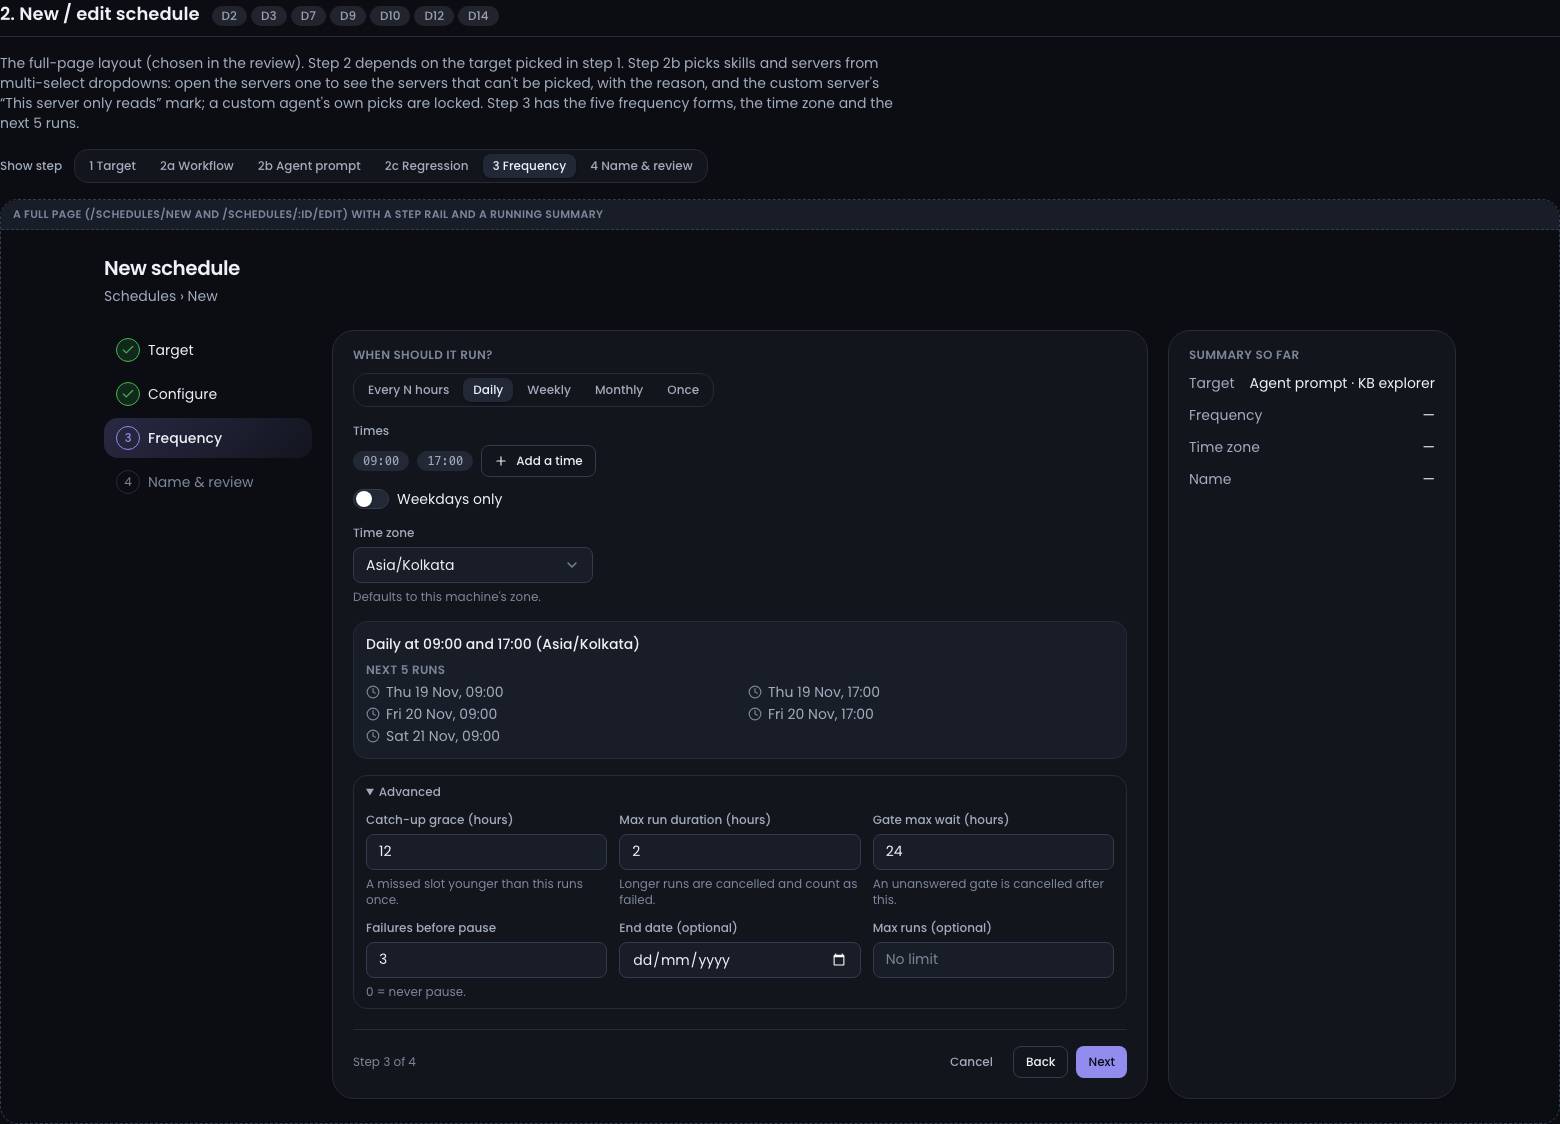 2. New / edit schedule D2 D3 D7 D9 D10 D12 D14
The full-page layout (chosen in the review). Step 2 depends on the target picked in step 1. Step 2b picks skills and servers from
multi-select dropdowns: open the servers one to see the servers that can't be picked, with the reason, and the custom server's
“This server only reads” mark; a custom agent's own picks are locked. Step 3 has the five frequency forms, the time zone and the
next 5 runs.
Show step 1 Target 2a Workflow 2b Agent prompt 2c Regression 3 Frequency 4 Name & review
A FULL PAGE (/SCHEDULES/NEW AND /SCHEDULES/:ID/EDIT) WITH A STEP RAIL AND A RUNNING SUMMARY
New schedule
Schedules › New
Target
Configure
3 Frequency
4 Name & review
WHEN SHOULD IT RUN?
Every N hours Daily Weekly Monthly Once
Times
09:00 17:00 + Add a time
Weekdays only
Time zone
Asia/Kolkata
Defaults to this machine's zone.
Daily at 09:00 and 17:00 (Asia/Kolkata)
NEXT 5 RUNS
Thu 19 Nov, 09:00 Thu 19 Nov, 17:00
Fri 20 Nov, 09:00 Fri 20 Nov, 17:00
Sat 21 Nov, 09:00
▼ Advanced
Catch-up grace (hours) Max run duration (hours) Gate max wait (hours)
12 2 24
A missed slot younger than this runs once. Longer runs are cancelled and count as failed. An unanswered gate is cancelled after this.
Failures before pause End date (optional) Max runs (optional)
3 dd/mm/yyyy No limit
0 = never pause.
Step 3 of 4 Cancel Back Next
SUMMARY SO FAR
Target Agent prompt · KB explorer
Frequency —
Time zone —
Name —